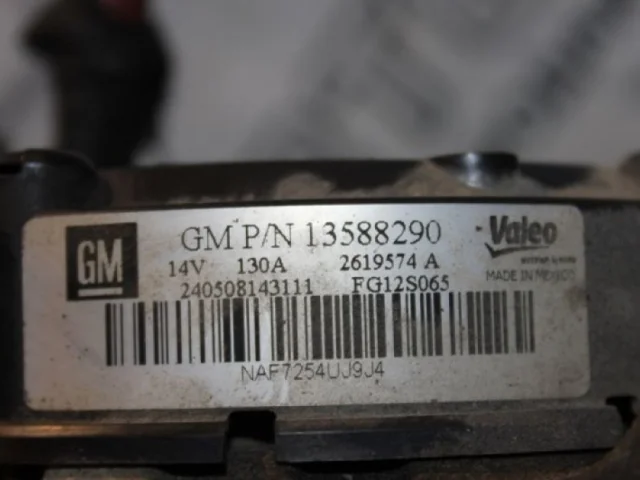 GM
GM P/N 13588290
Valeo
14V 130A 2619574 A
MADE IN MEXICO
240508143111 FG12S065
NAF7254UJ9J4